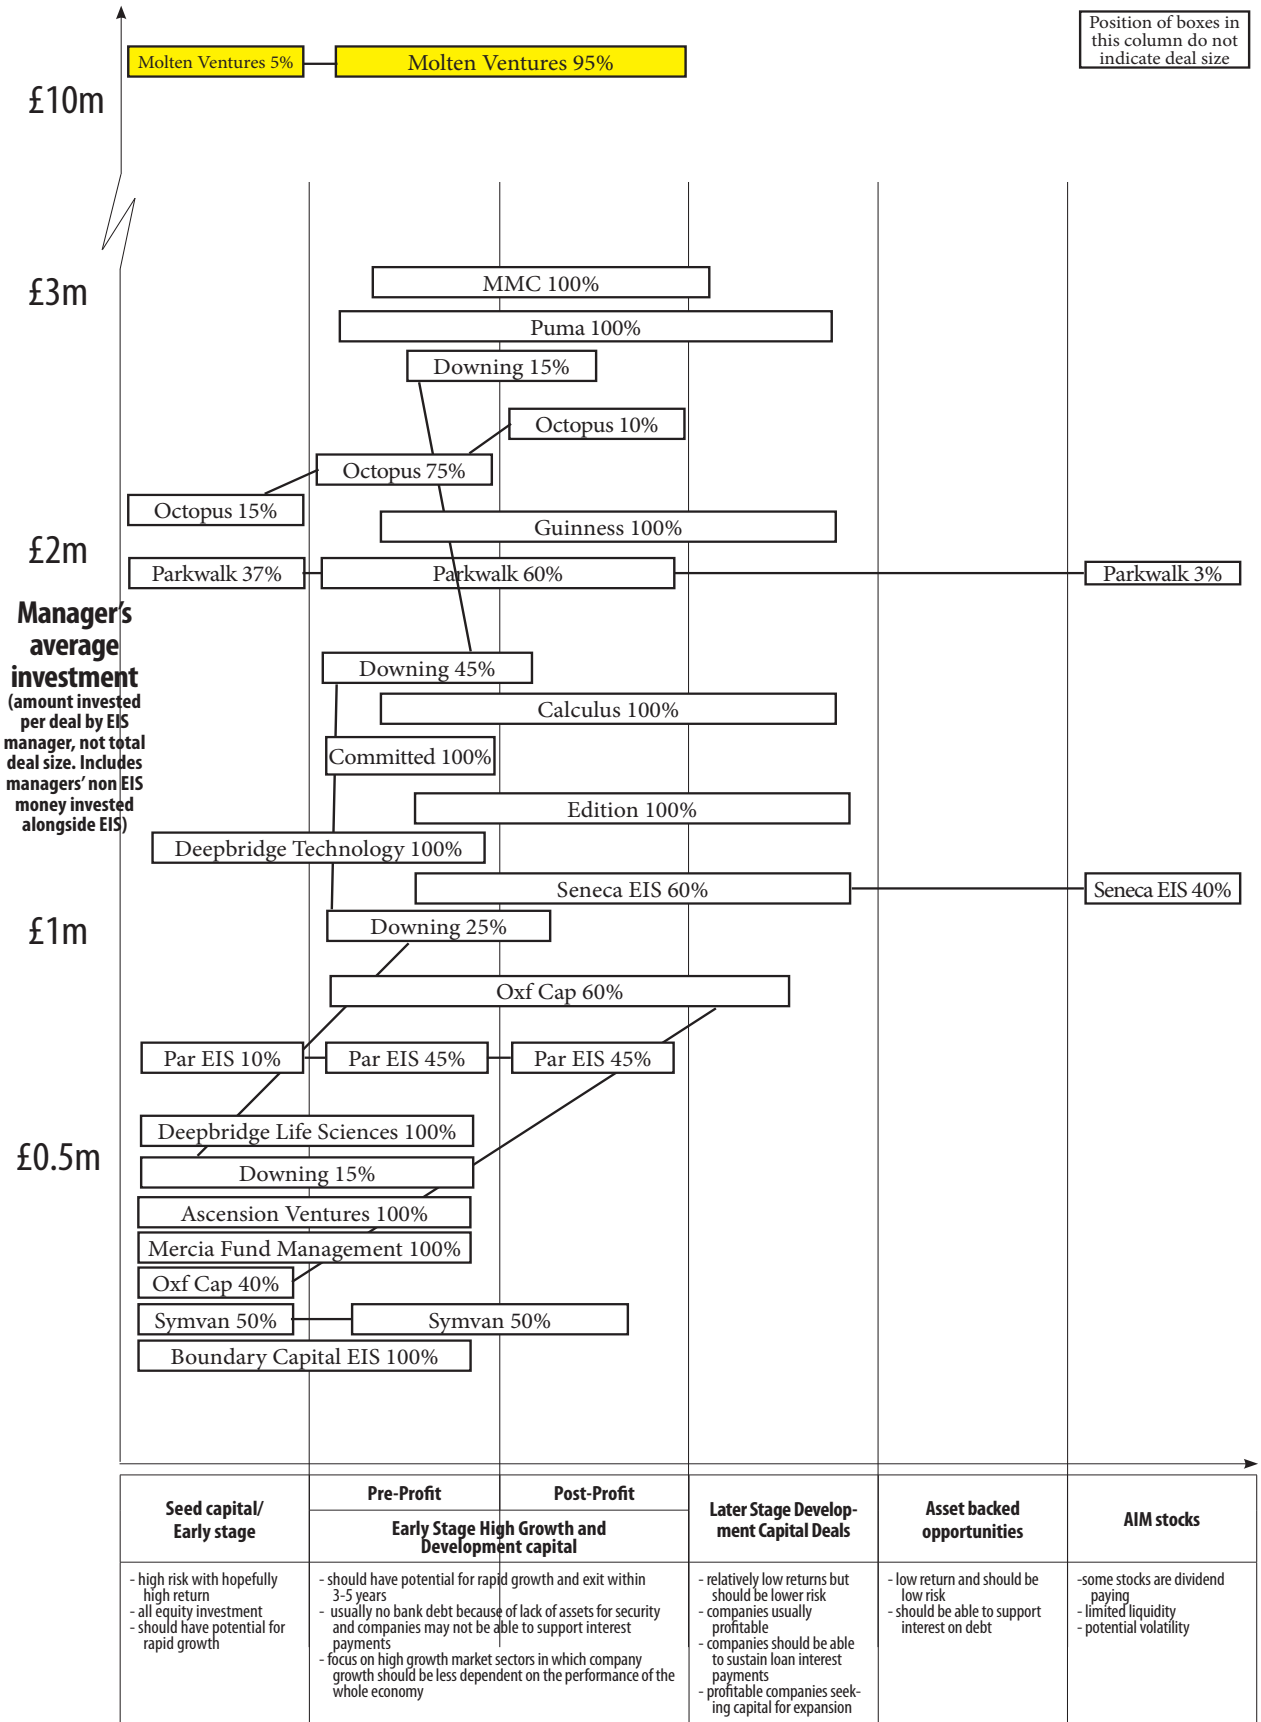 Position of boxes in
this column do not
indicate deal size
Molten Ventures 5%
Molten Ventures 95%
£10m
£3m
MMC 100%
Puma 100%
Downing 15%
Octopus 10%
Octopus 75%
Octopus 15%
Guinness 100%
£2m
Parkwalk 37%
Parkwalk 60%
Parkwalk 3%
Manager's
average
investment
(amount invested
per deal by EIS
manager, not total
deal size. Includes
managers' non EIS
money invested
alongside EIS)
Downing 45%
Calculus 100%
Committed 100%
Edition 100%
Deepbridge Technology 100%
Seneca EIS 60%
Seneca EIS 40%
£1m
Downing 25%
Oxf Cap 60%
Par EIS 10%
Par EIS 45%
Par EIS 45%
Deepbridge Life Sciences 100%
£0.5m
Downing 15%
Ascension Ventures 100%
Mercia Fund Management 100%
Oxf Cap 40%
Symvan 50%
Symvan 50%
Boundary Capital EIS 100%
Seed capital/
Early stage
Pre-Profit
Post-Profit
Early Stage High Growth and
Development capital
Later Stage Develop-
ment Capital Deals
Asset backed
opportunities
AIM stocks
- high risk with hopefully
high return
- all equity investment
- should have potential for
rapid growth
- should have potential for rapid growth and exit within
3-5 years
- usually no bank debt because of lack of assets for security
and companies may not be able to support interest
payments
- focus on high growth market sectors in which company
growth should be less dependent on the performance of the
whole economy
- relatively low returns but
should be lower risk
- companies usually
profitable
- companies should be able
to sustain loan interest
payments
- profitable companies seek-
ing capital for expansion
- low return and should be
low risk
- should be able to support
interest on debt
-some stocks are dividend
paying
- limited liquidity
- potential volatility